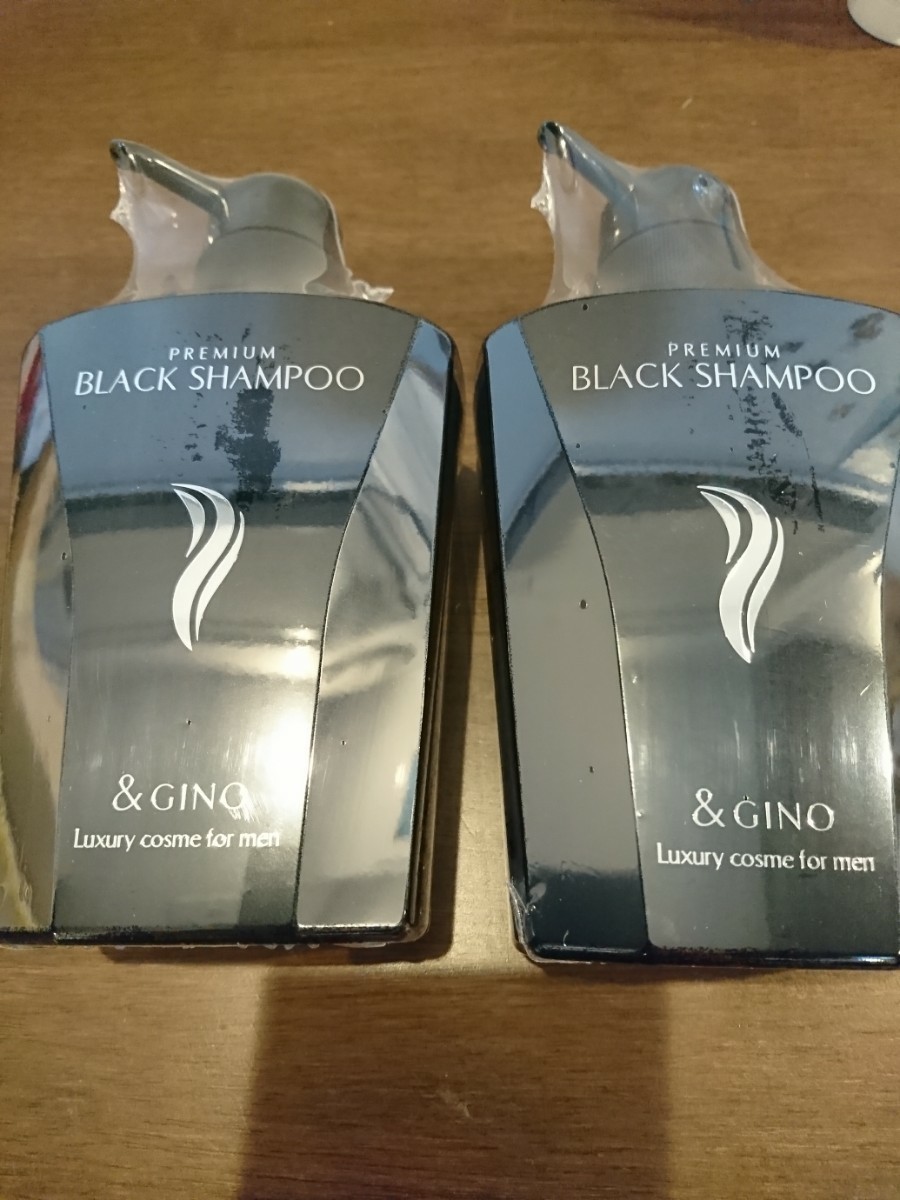 PREMIUM
BLACK SHAMPOO
&GINO
Luxury cosme for men
PREMIUM
BLACK SHAMPOO
&GINO
Luxury cosme for men